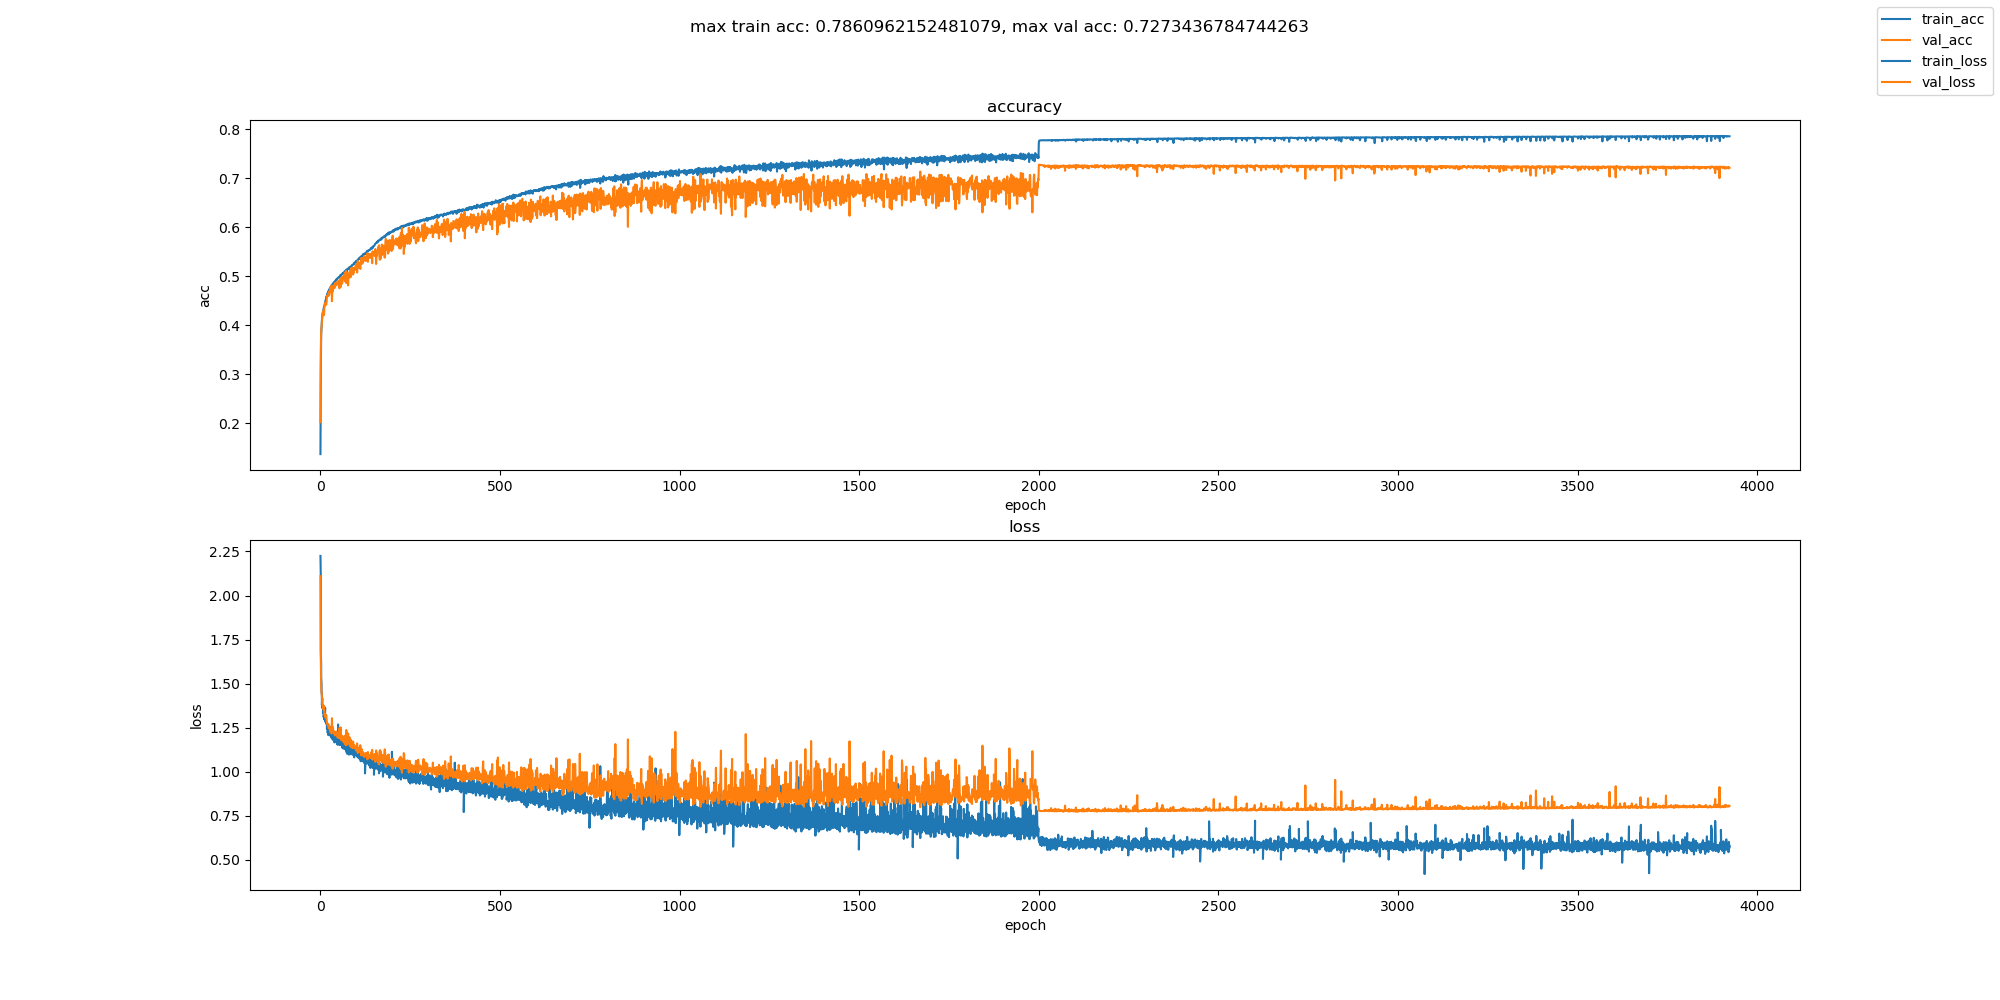 max train acc: 0.7860962152481079, max val acc: 0.7273436784744263
train_acc
val_acc
train_loss
val_loss
accuracy
acc
0.8
0.7
0.6
0.5
0.4
0.3
0.2
0 500 1000 1500 2000 2500 3000 3500 4000
epoch
loss
loss
2.25
2.00
1.75
1.50
1.25
1.00
0.75
0.50
0 500 1000 1500 2000 2500 3000 3500 4000
epoch